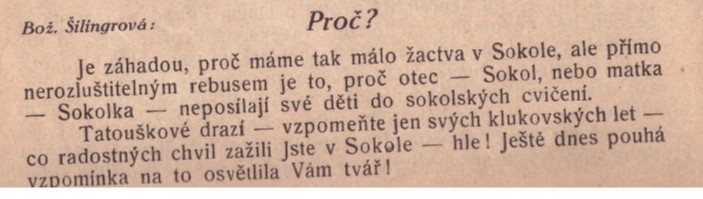 Bož. Šilingrová:
Proč?
Je záhadou, proč máme tak málo žactva v Sokole, ale přímo
nerozluštitelným rebusem je to, proč otec — Sokol, nebo matka
— Sokolka — neposílají své děti do sokolských cvičení.
Tatouškové drazí — vzpomeňte jen svých klukovských let —
co radostných chvil zažili Jste v Sokole — hle! Ještě dnes pouhá
vzpomínka na to osvětlila Vám tvář!